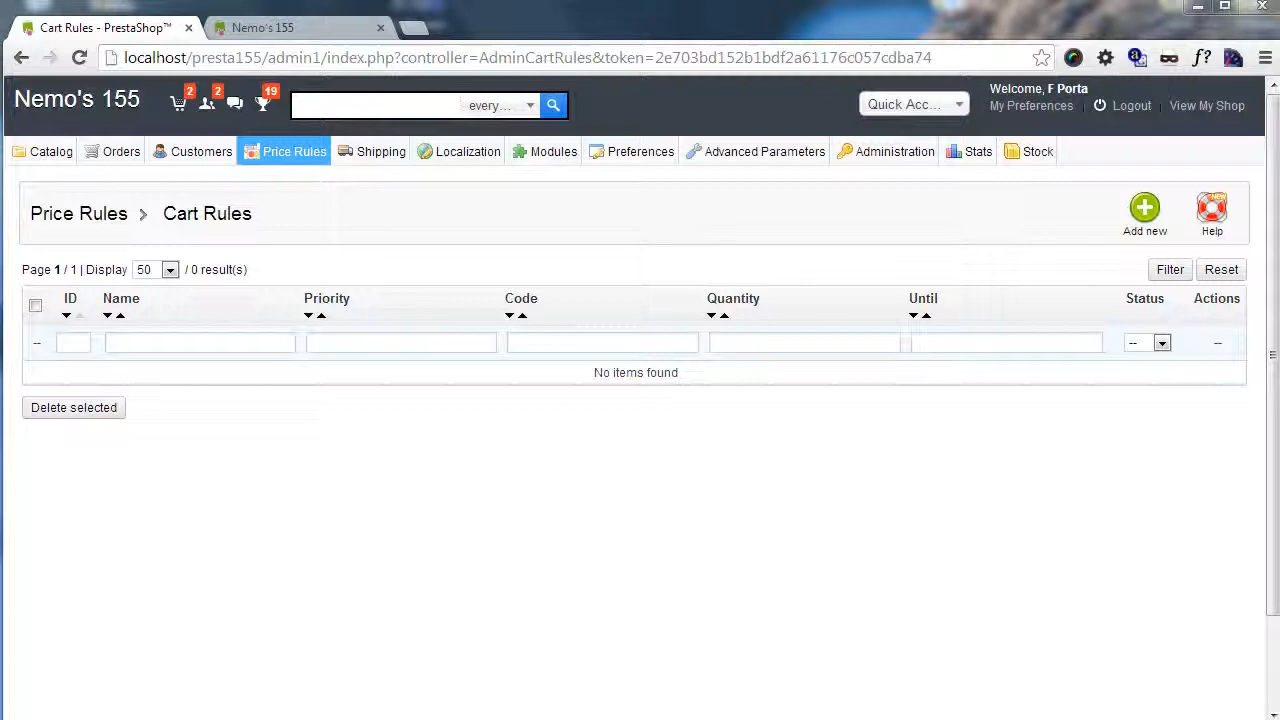 Cart Rules - PrestaShop™
Nemo's 155
localhost/presta155/admin1/index.php?controller=AdminCartRules&token=2e703bd152b1bdf2a61176c057cdba74
Nemo's 155
2
2
19
every...
Quick Acc...
Welcome, F Porta
My Preferences
Logout
View My Shop
Catalog
Orders
Customers
Price Rules
Shipping
Localization
Modules
Preferences
Advanced Parameters
Administration
Stats
Stock
Price Rules > Cart Rules
Add new
Help
Page 1 / 1 | Display 50 / 0 result(s)
Filter
Reset
ID
Name
Priority
Code
Quantity
Until
Status
Actions
--
--
--
No items found
Delete selected